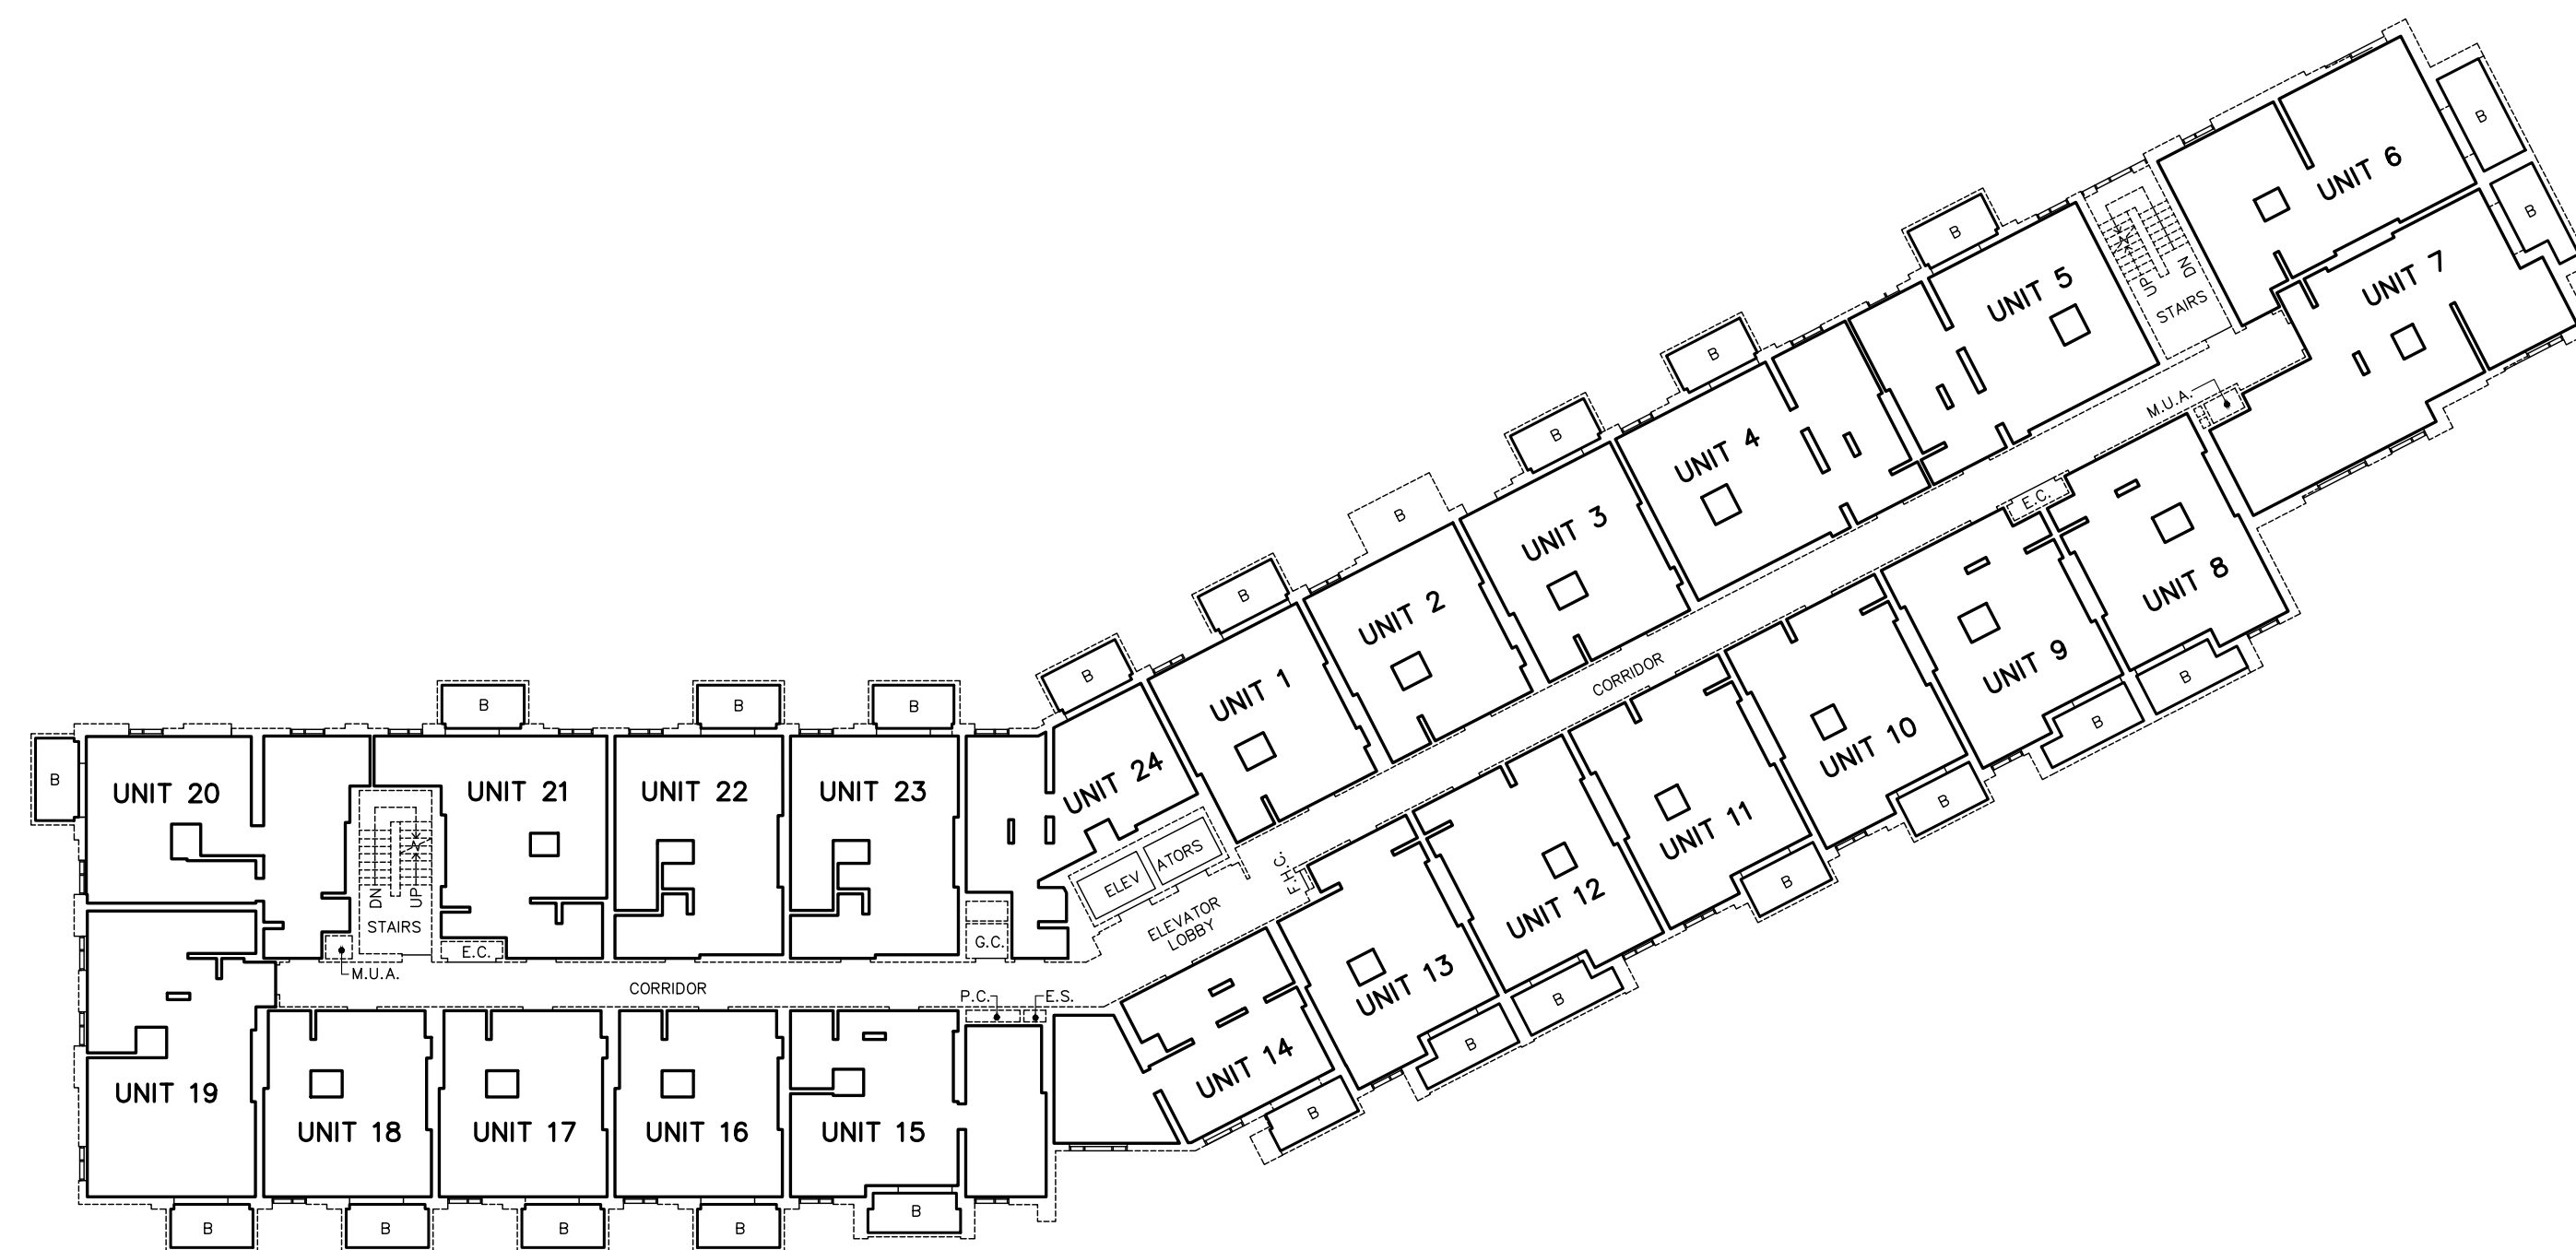 B
B
UNIT 6
B
B
UNIT 7
DN
UP
STAIRS
UNIT 5
B
UNIT 4
M.U.A.
B
UNIT 3
E.C.
B
UNIT 2
UNIT 8
B
UNIT 1
UNIT 9
CORRIDOR
B
B
B
B
UNIT 10
B
B
B
B
UNIT 20
UNIT 21
UNIT 22
UNIT 23
UNIT 24
UNIT 11
ELEV
ATORS
F.H.C.
B
DN
UP
STAIRS
UNIT 12
E.C.
G.C.
ELEVATOR
LOBBY
M.U.A.
CORRIDOR
P.C.
E.S.
UNIT 13
B
B
UNIT 14
UNIT 19
UNIT 18
UNIT 17
UNIT 16
UNIT 15
B
B
B
B
B
B